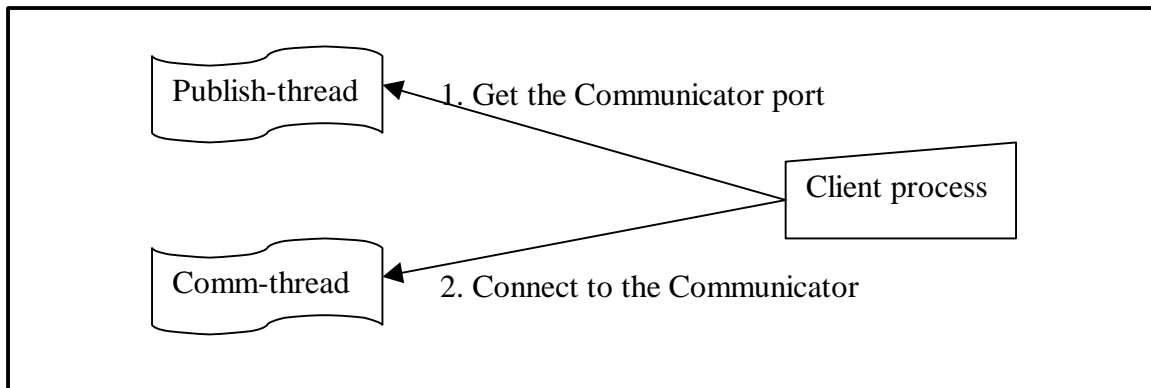 Publish-thread
1. Get the Communicator port
Client process
Comm-thread
2. Connect to the Communicator